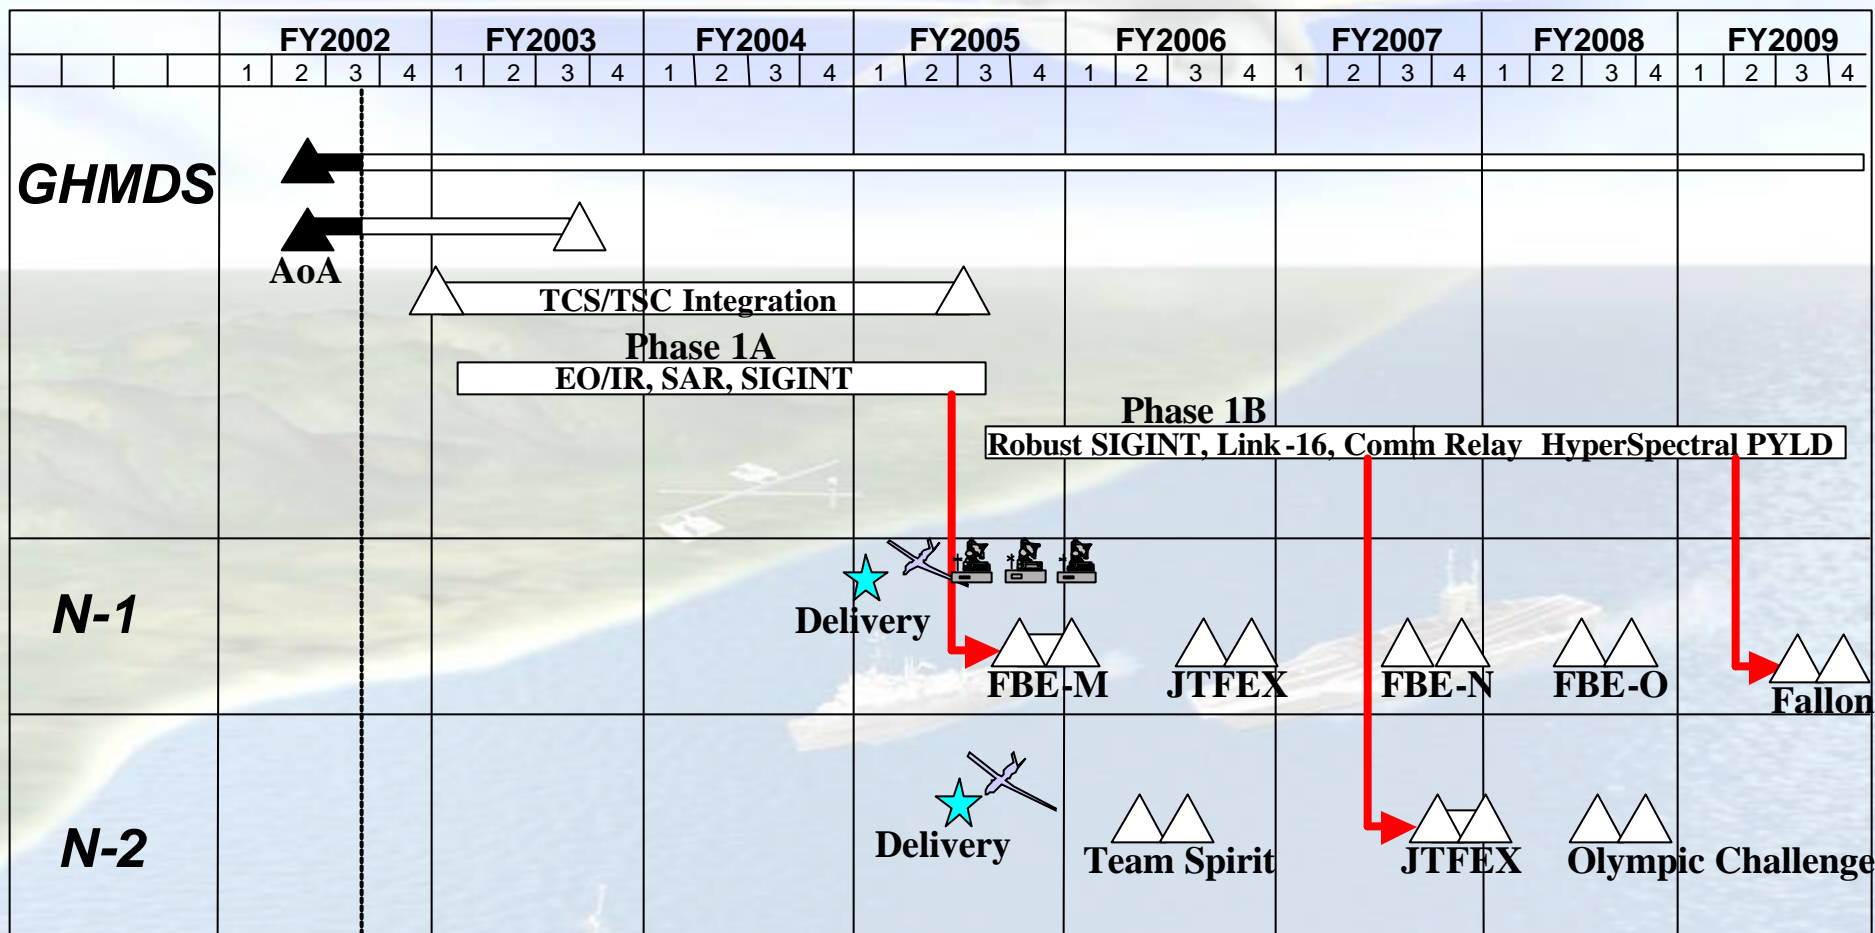 FY2002 FY2003 FY2004 FY2005 FY2006 FY2007 FY2008 FY2009
1 2 3 4 1 2 3 4 1 2 3 4 1 2 3 4 1 2 3 4 1 2 3 4 1 2 3 4 1 2 3 4
GHMDS
AoA
TCS/TSC Integration
Phase 1A
EO/IR, SAR, SIGINT
Phase 1B
Robust SIGINT, Link-16, Comm Relay HyperSpectral PYLD
N-1
Delivery
FBE-M JTFEX FBE-N FBE-O Fallon
N-2
Delivery
Team Spirit JTFEX Olympic Challenge